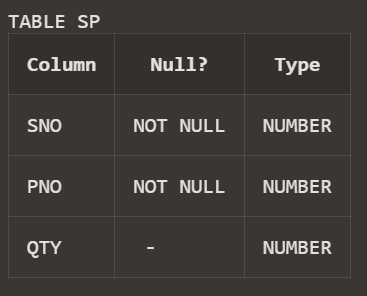 TABLE SP
Column Null? Type
SNO NOT NULL NUMBER
PNO NOT NULL NUMBER
QTY - NUMBER